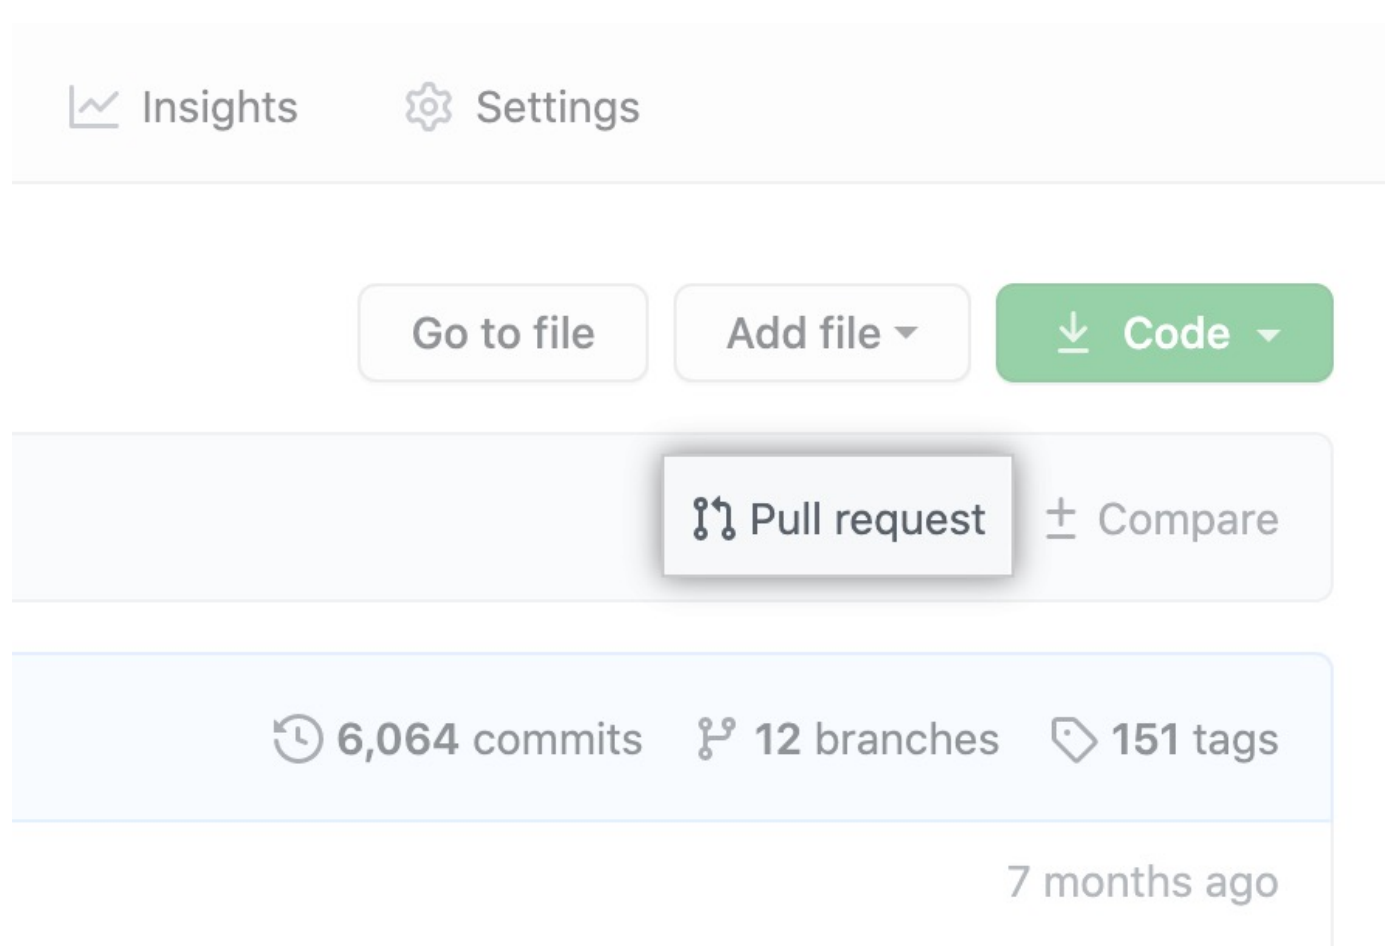 Insights Settings
Go to file Add file Code
Pull request Compare
6,064 commits 12 branches 151 tags
7 months ago